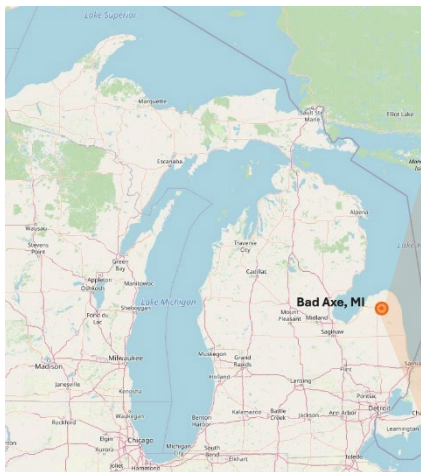 Lake Superior
Marquette
Sault Ste.
Marie
Elliot Lake
Escanaba
Alpena
Wausau
Traverse
City
Stevens
Point
Green
Bay
Cadillac
Appleton
Oshkosh
Manitowoc
Lake Michigan
Bad Axe, MI
Fond du
Lac
Sheboygan
Mount
Pleasant
Midland
Saginaw
Muskegon
Grand
Rapids
Madison
Milwaukee
Holland
Flint
Janesville
Lansing
Kenosha
Pontiac
Rockford
Waukegan
Benton
Harbor
Kalamazoo
Battle
Creek
Jackson
Ann Arbor
Detroit
Elgin
Chicago
Michigan
City
Leamington
Aurora
Joliet
Hammond
South
Bend
Elkhart
Toledo